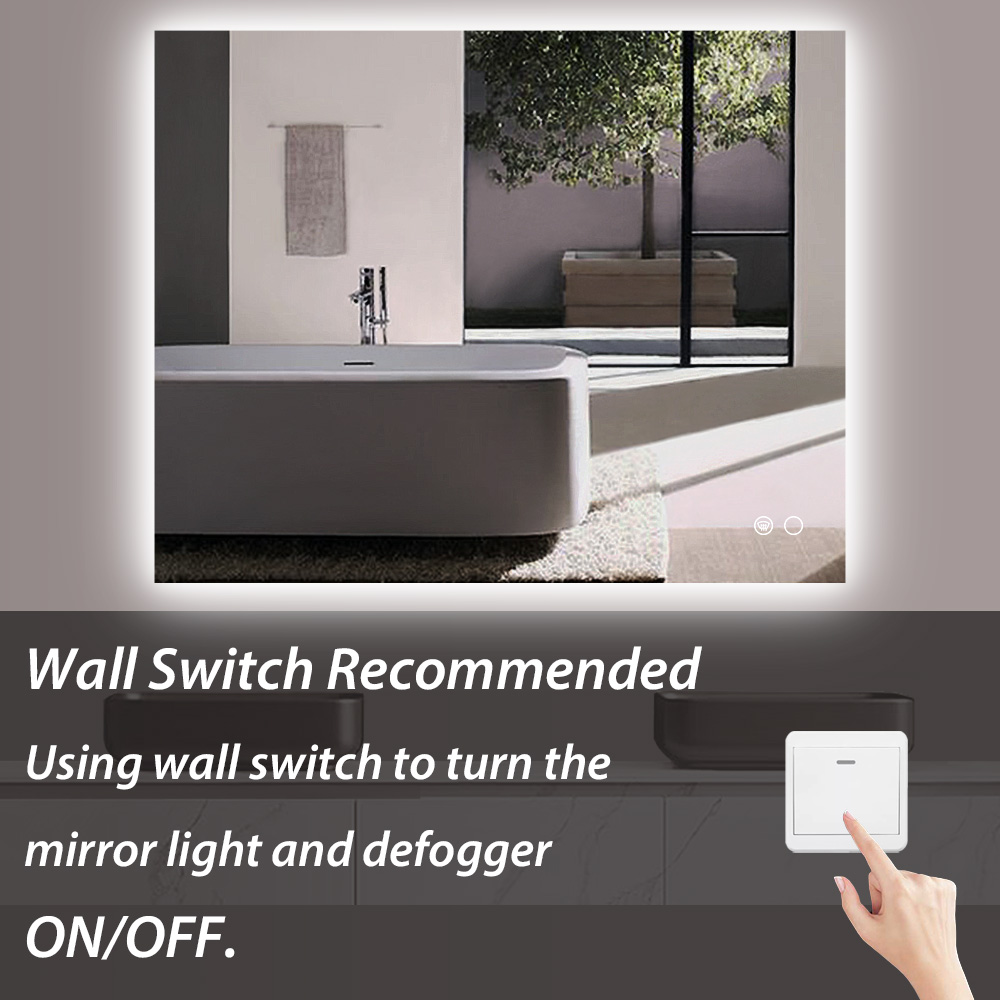 Wall Switch Recommended
Using wall switch to turn the
mirror light and defogger
ON/OFF.